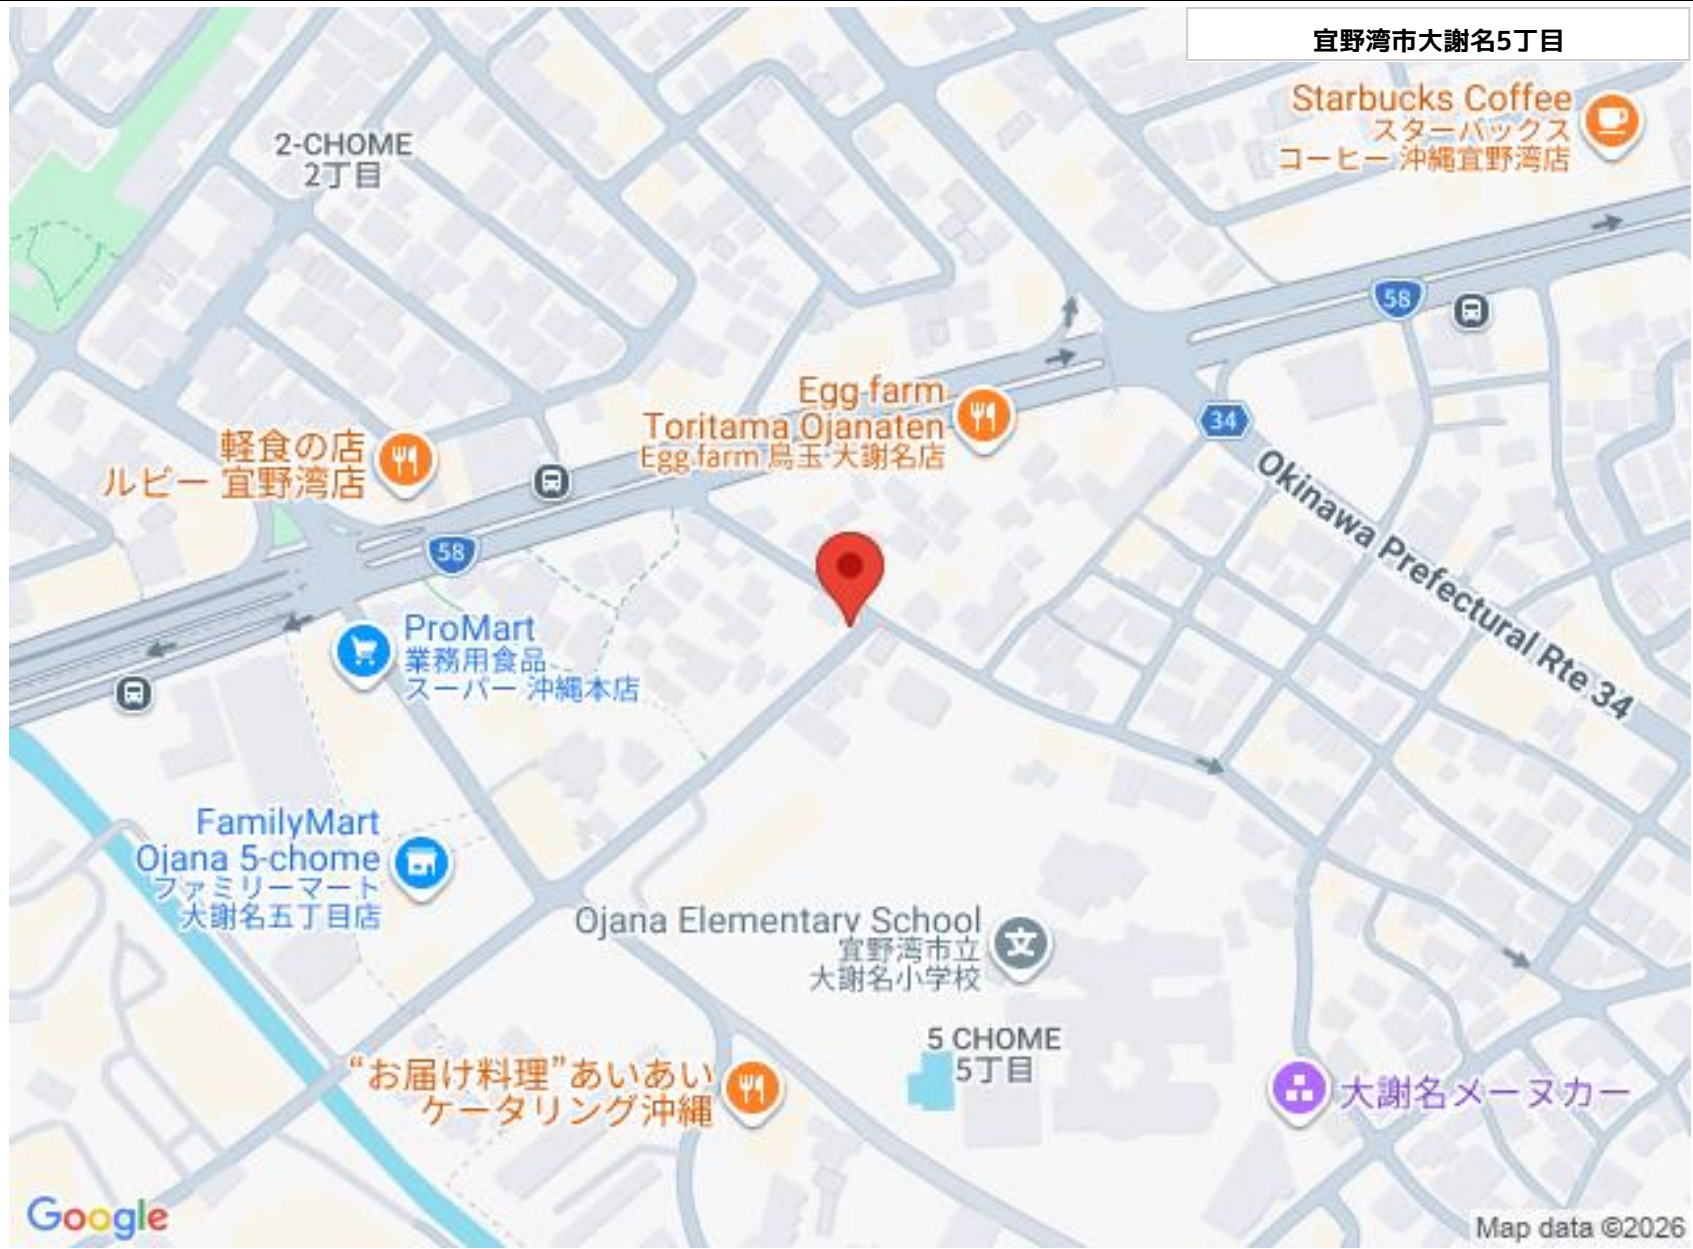 宜野湾市大謝名5丁目
Starbucks Coffee
スターバックス
コーヒー 沖縄宜野湾店
2-CHOME
2丁目
58
Egg farm
Toritama Ojanaten
Egg farm 鳥玉 大謝名店
34
軽食の店
ルビー 宜野湾店
Okinawa Prefectural Rte 34
58
ProMart
業務用食品
スーパー 沖縄本店
FamilyMart
Ojana 5-chome
ファミリーマート
大謝名五丁目店
Ojana Elementary School
宜野湾市立
大謝名小学校
文
5 CHOME
5丁目
“お届け料理”あいあい
ケータリング沖縄
大謝名メーヌカー
Google
Map data ©2026